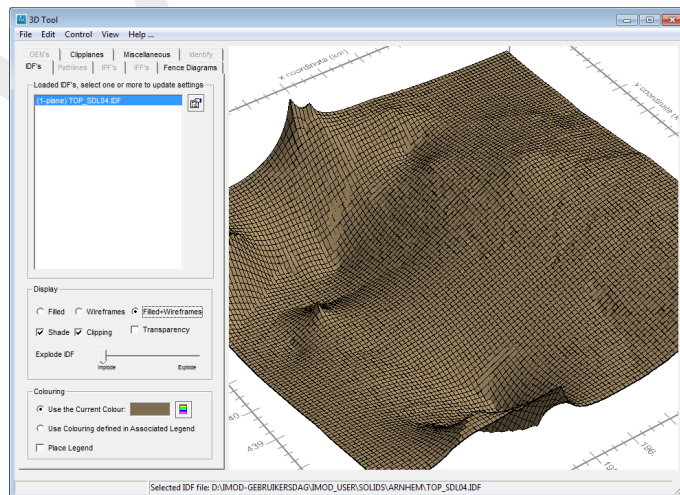 3D Tool
File Edit Control View Help ...
GEN's Clipplanes Miscellaneous Identify
IDF's Pathlines IPF's IFF's Fence Diagrams
Loaded IDF's, select one or more to update settings
(1-plane) TOP_SDL04.IDF
Display
Filled Wireframes Filled+Wireframes
Shade Clipping Transparency
Explode IDF
Implode Explode
Colouring
Use the Current Colour:
Use Colouring defined in Associated Legend
Place Legend
x coordinate (km)
y coordinate
439
196
Selected IDF file: D:\IMOD-GEBRUIKERSDAG\IMOD_USER\SOLIDS\ARNHEM\TOP_SDL04.IDF